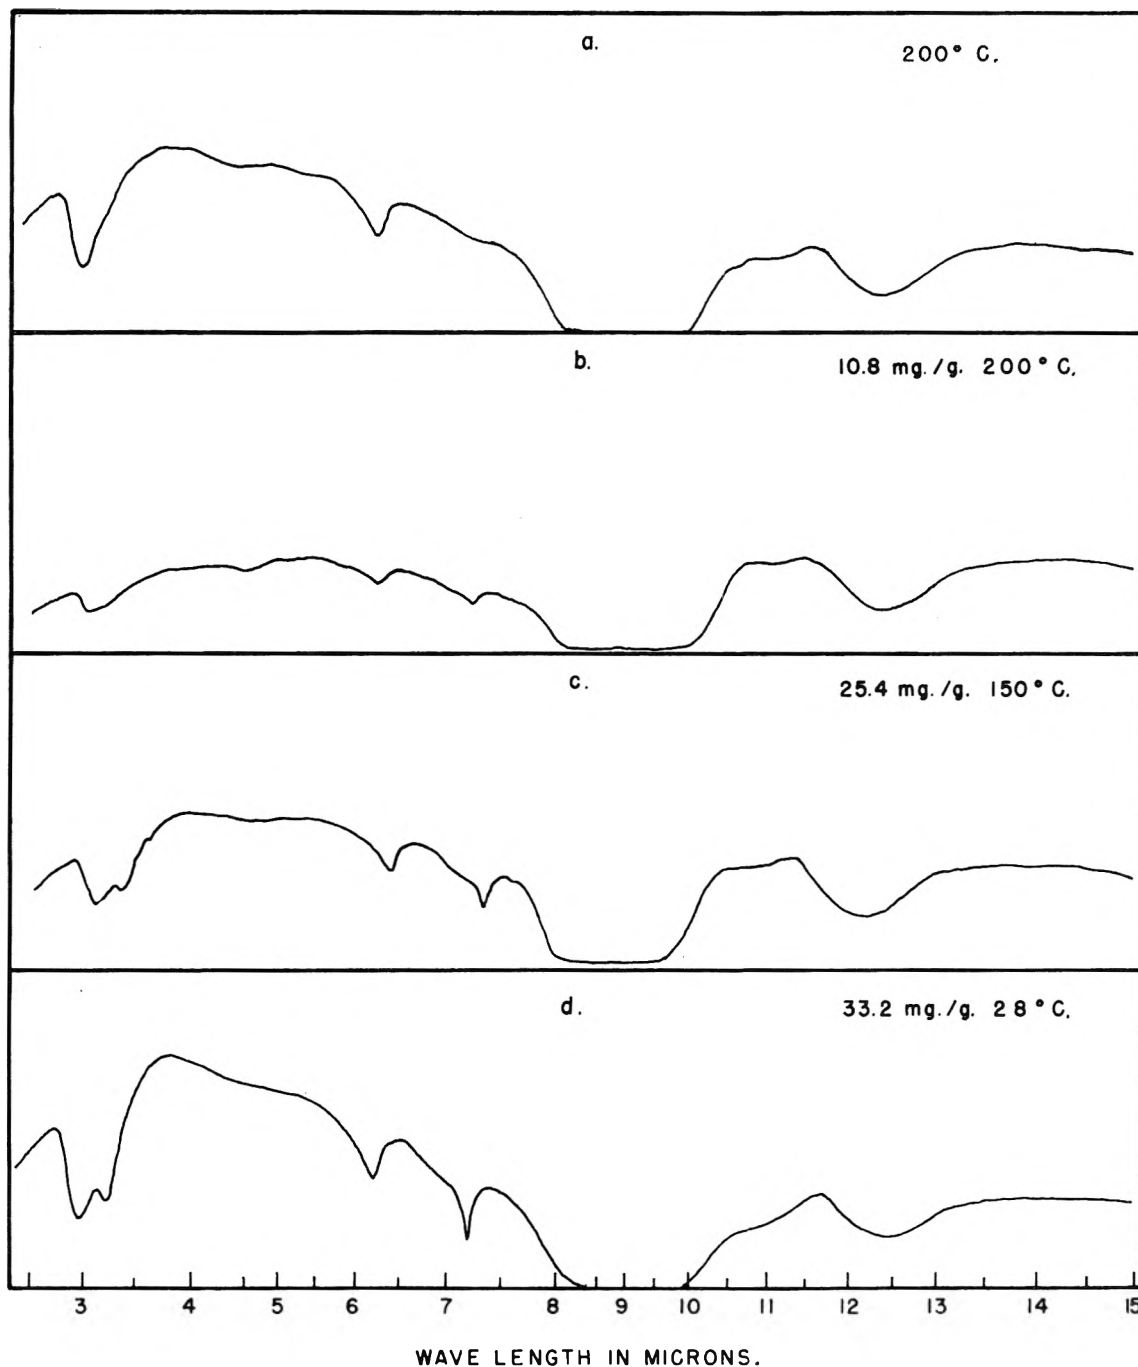 a.
200° C.
b.
10.8 mg./g. 200° C.
c.
25.4 mg./g. 150° C.
d.
33.2 mg./g. 28° C.
3 4 5 6 7 8 9 10 11 12 13 14 15
WAVE LENGTH IN MICRONS.